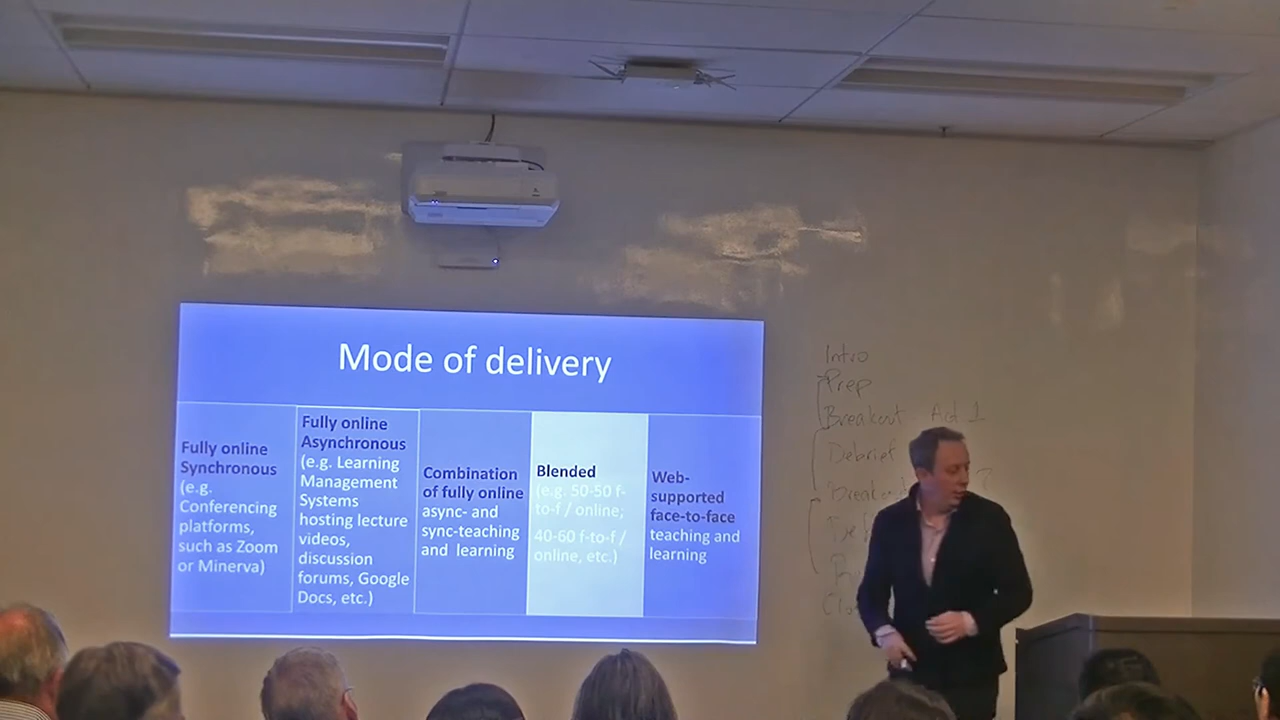 Mode of delivery
Fully online
Synchronous
(e.g.
Conferencing
platforms,
such as Zoom
or Minerva)
Fully online
Asynchronous
(e.g. Learning
Management
Systems
hosting lecture
videos,
discussion
forums, Google
Docs, etc.)
Combination
of fully online
async- and
sync-teaching
and learning
Blended
(e.g. 50-50 f-
to-f / online;
40-60 f-to-f /
online, etc.)
Web-
supported
face-to-face
teaching and
learning
Intro
Prep
Breakout Act 1
Debrief